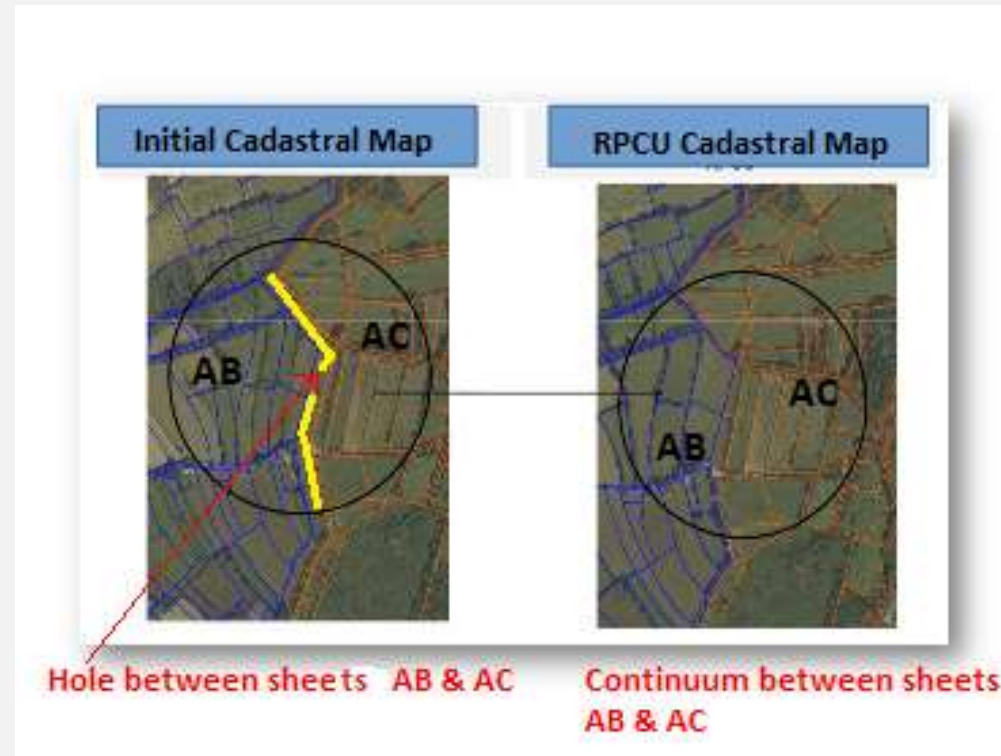 Initial Cadastral Map
RPCU Cadastral Map
AB
AC
AC
AB
Hole between sheets AB & AC
Continuum between sheets
AB & AC